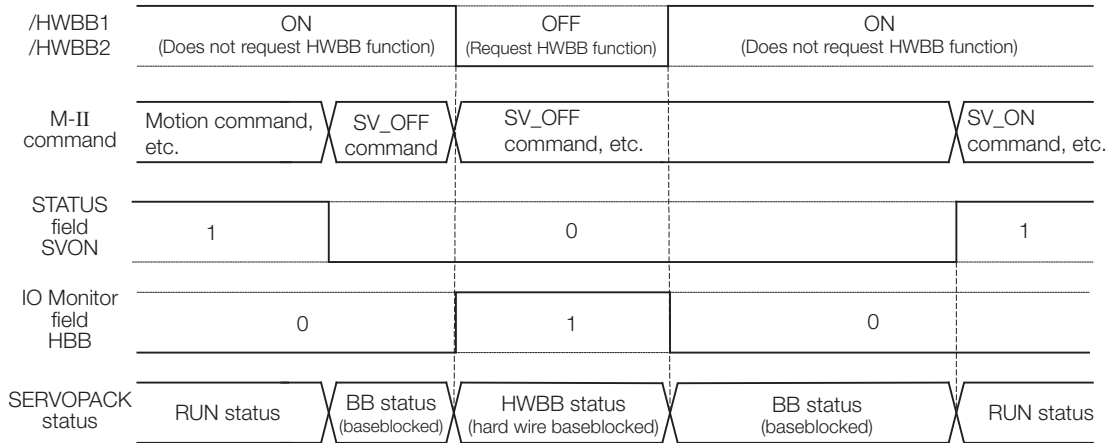 /HWBB1
/HWBB2
ON
(Does not request HWBB function)
OFF
(Request HWBB function)
ON
(Does not request HWBB function)
M-II
command
Motion command,
etc.
SV_OFF
command
SV_OFF
command, etc.
SV_ON
command, etc.
STATUS
field
SVON
1
0
1
IO Monitor
field
HBB
0
1
0
SERVOPACK
status
RUN status
BB status
(baseblocked)
HWBB status
(hard wire baseblocked)
BB status
(baseblocked)
RUN status